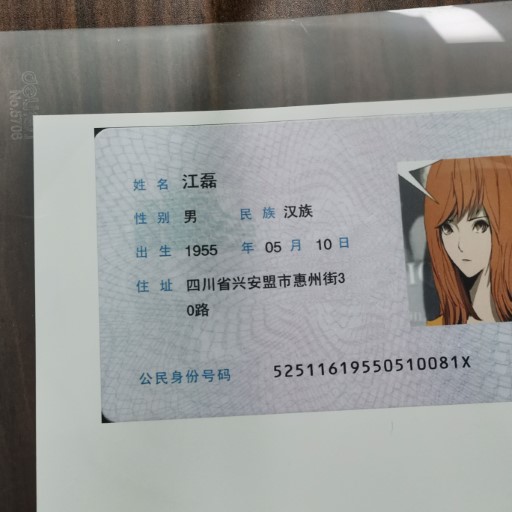 姓名 江磊
性别 男 民族 汉族
出生 1955 年 05 月 10 日
住址 四川省兴安盟市惠州街3
0路
公民身份号码 52511619550510081X
No.5708